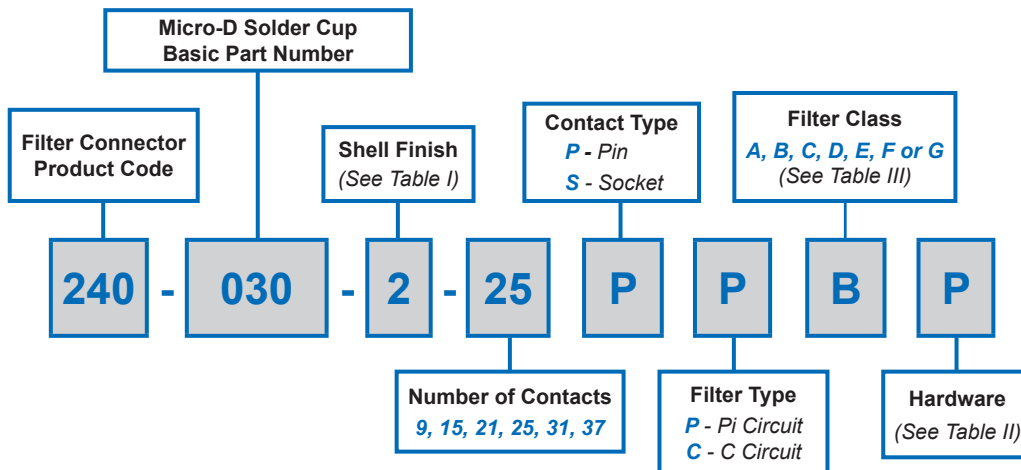 Micro-D Solder Cup
Basic Part Number
Filter Connector
Product Code
Shell Finish
(See Table I)
Contact Type
P - Pin
S - Socket
Filter Class
A, B, C, D, E, F or G
(See Table III)
240 - 030 - 2 - 25 P P B P
Number of Contacts
9, 15, 21, 25, 31, 37
Filter Type
P - Pi Circuit
C - C Circuit
Hardware
(See Table II)